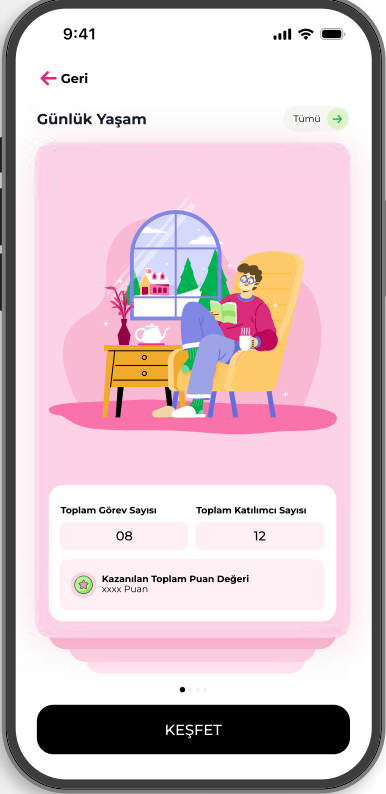 9:41
Geri
Günlük Yaşam
Tümü
Toplam Görev Sayısı
Toplam Katılımcı Sayısı
08
12
Kazanılan Toplam Puan Değeri
xxxx Puan
KEŞFET